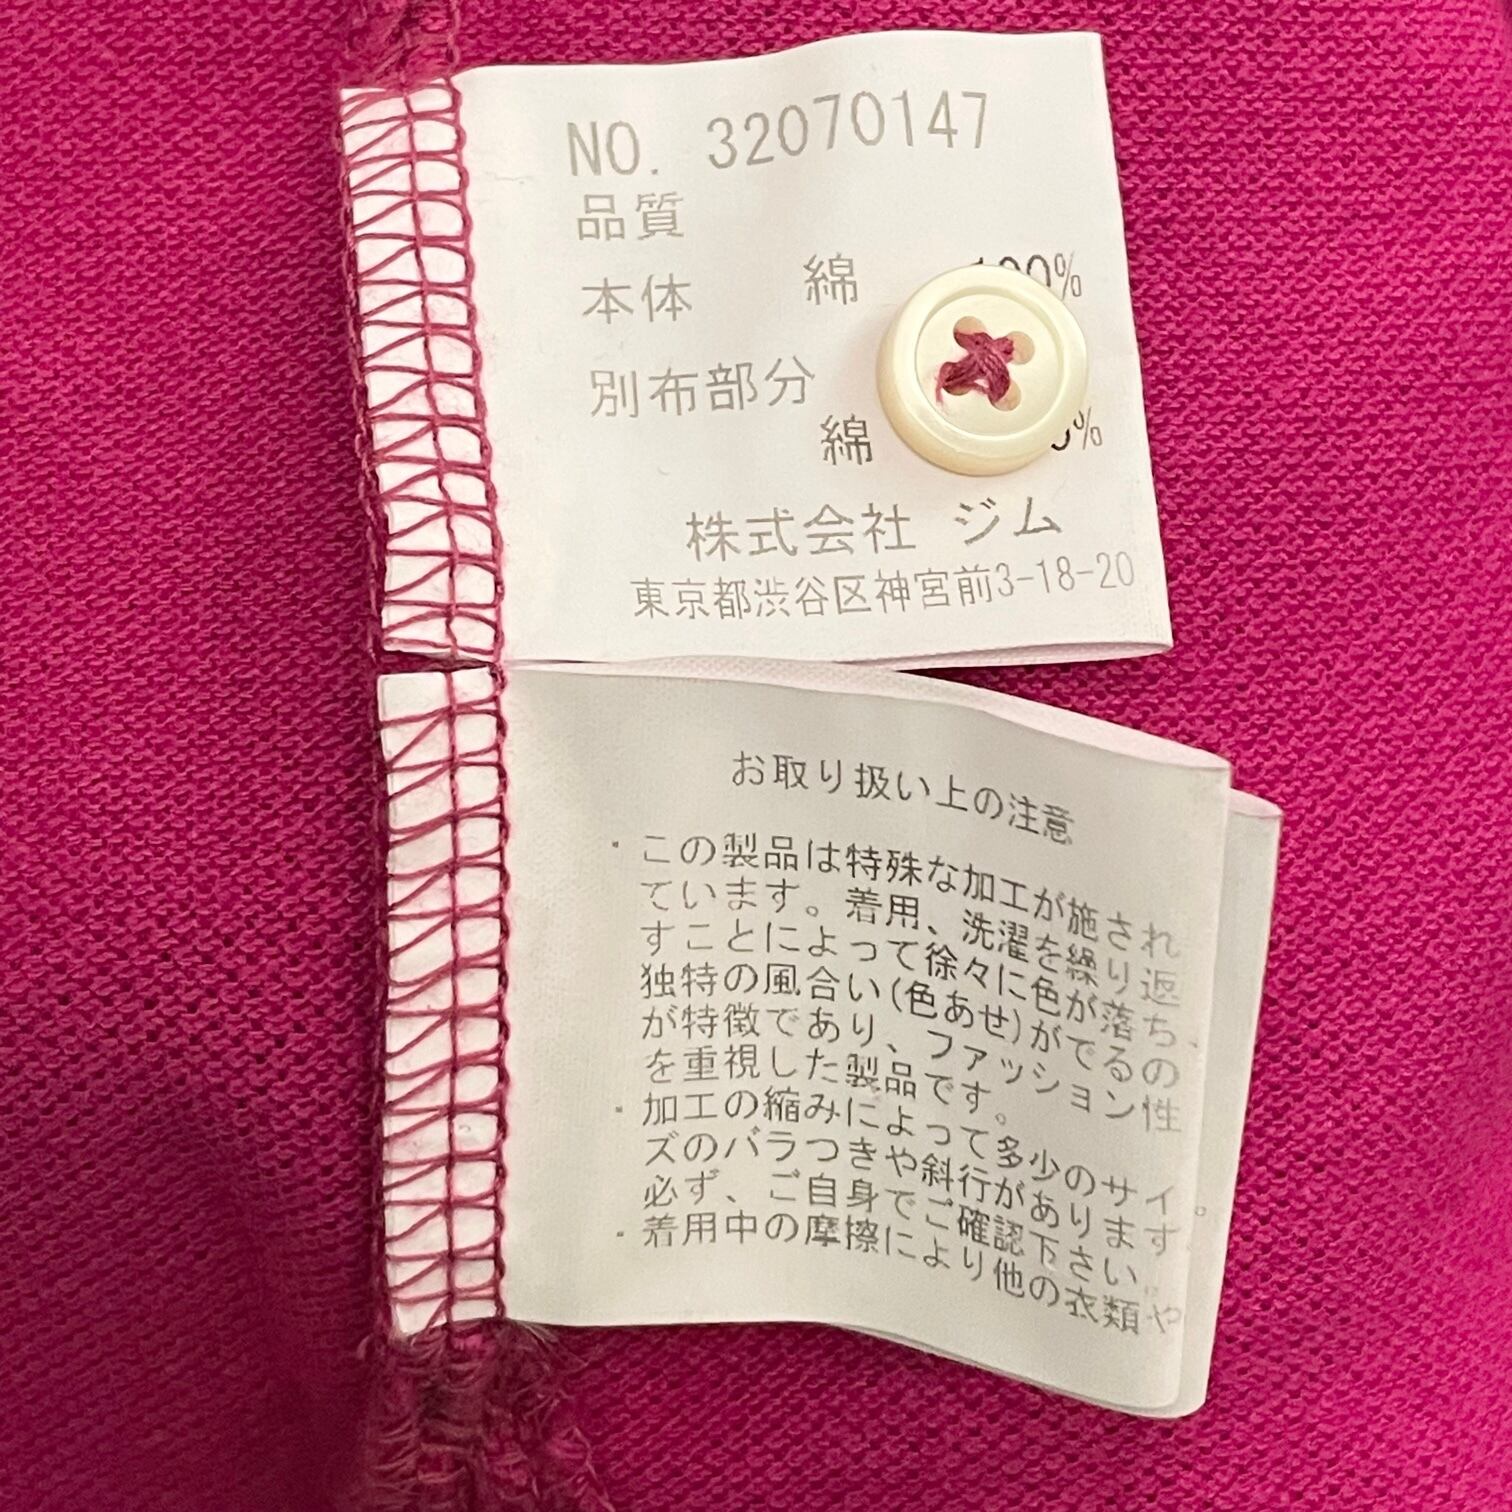 NO. 32070147
品質
本体 綿 100%
別布部分
綿
株式会社 ジム
東京都渋谷区神宮前3-18-20
お取り扱い上の注意
・この製品は特殊な加工が施され
ています。着用、洗濯を繰り返
すことによって徐々に色が落ち、
独特の風合い(色あせ)がでるの
が特徴であり、ファッション性
を重視した製品です。
・加工の縮みによって多少のサイ
ズのバラつきや斜行があります。
必ず、ご自身でご確認下さい。
・着用中の摩擦により他の衣類や